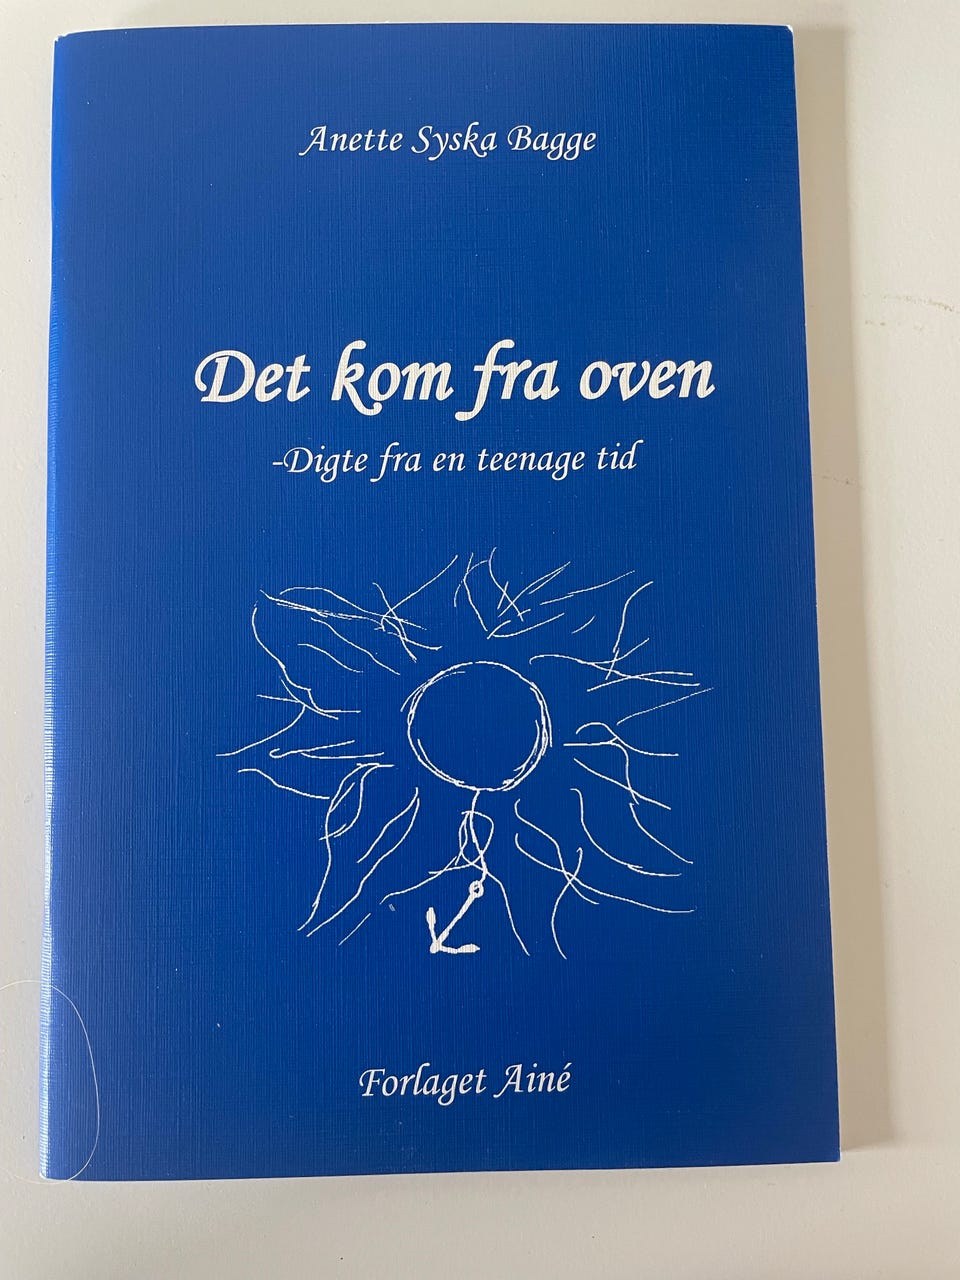 Anette Syska Bagge
Det kom fra oven
-Digte fra en teenage tid
Forlaget Ainé